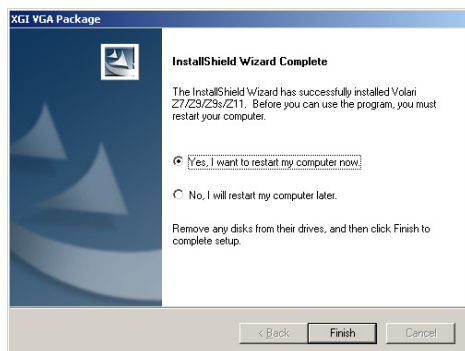 XGI VGA Package
InstallShield Wizard Complete
The InstallShield Wizard has successfully installed Volari
Z7/Z9/Z9s/Z11. Before you can use the program, you must
restart your computer.
Yes, I want to restart my computer now.
No, I will restart my computer later.
Remove any disks from their drives, and then click Finish to
complete setup.
< Back Finish Cancel